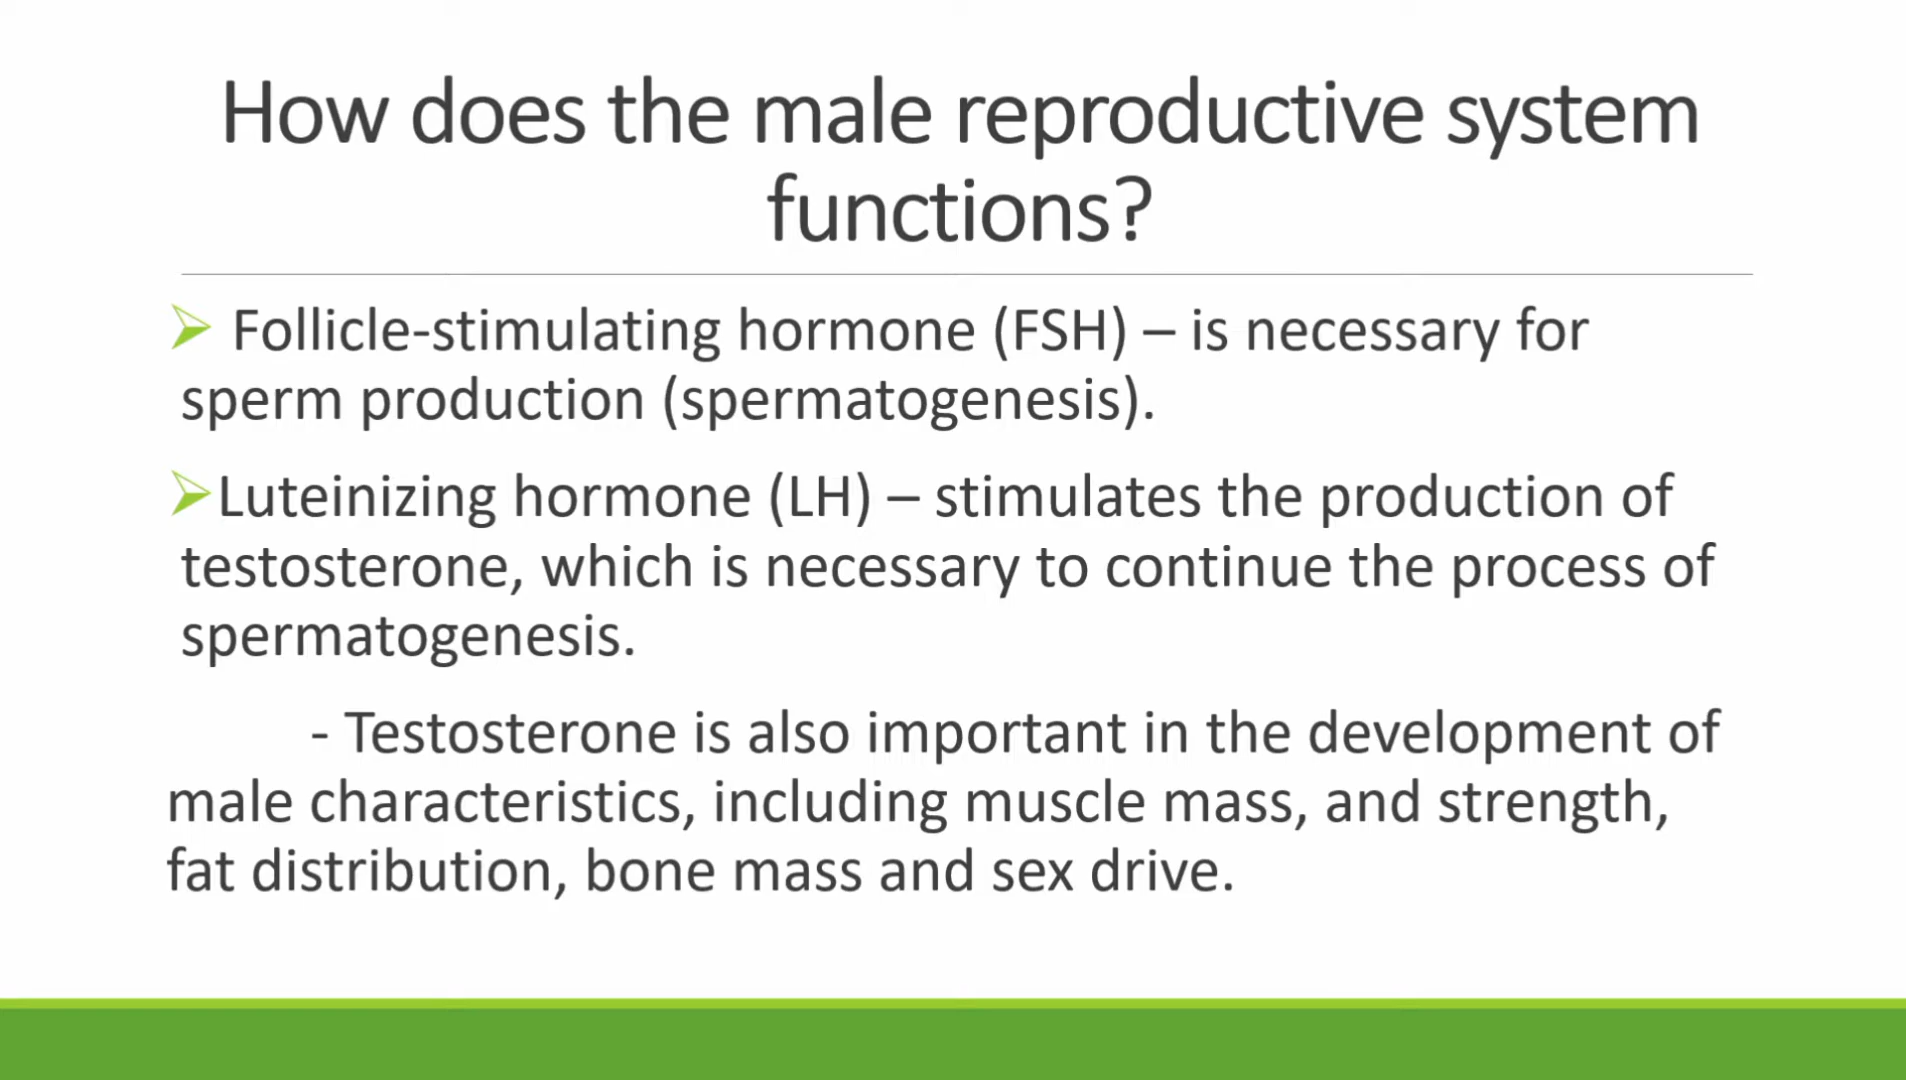 How does the male reproductive system
functions?
Follicle-stimulating hormone (FSH) – is necessary for
sperm production (spermatogenesis).
Luteinizing hormone (LH) – stimulates the production of
testosterone, which is necessary to continue the process of
spermatogenesis.
- Testosterone is also important in the development of
male characteristics, including muscle mass, and strength,
fat distribution, bone mass and sex drive.